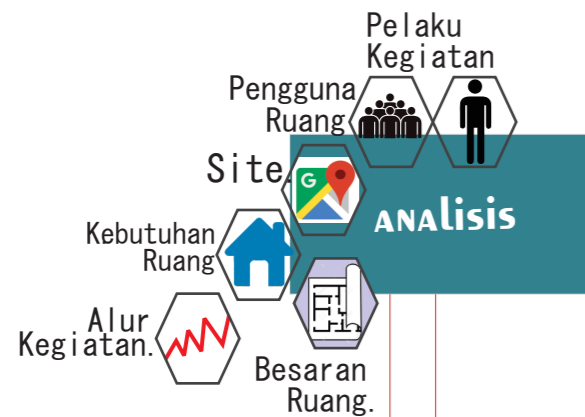 Pelaku
Kegiatan
Pengguna
Ruang
Site.
G
ANALISIS
Kebutuhan
Ruang
Alur
Kegiatan.
Besaran
Ruang.